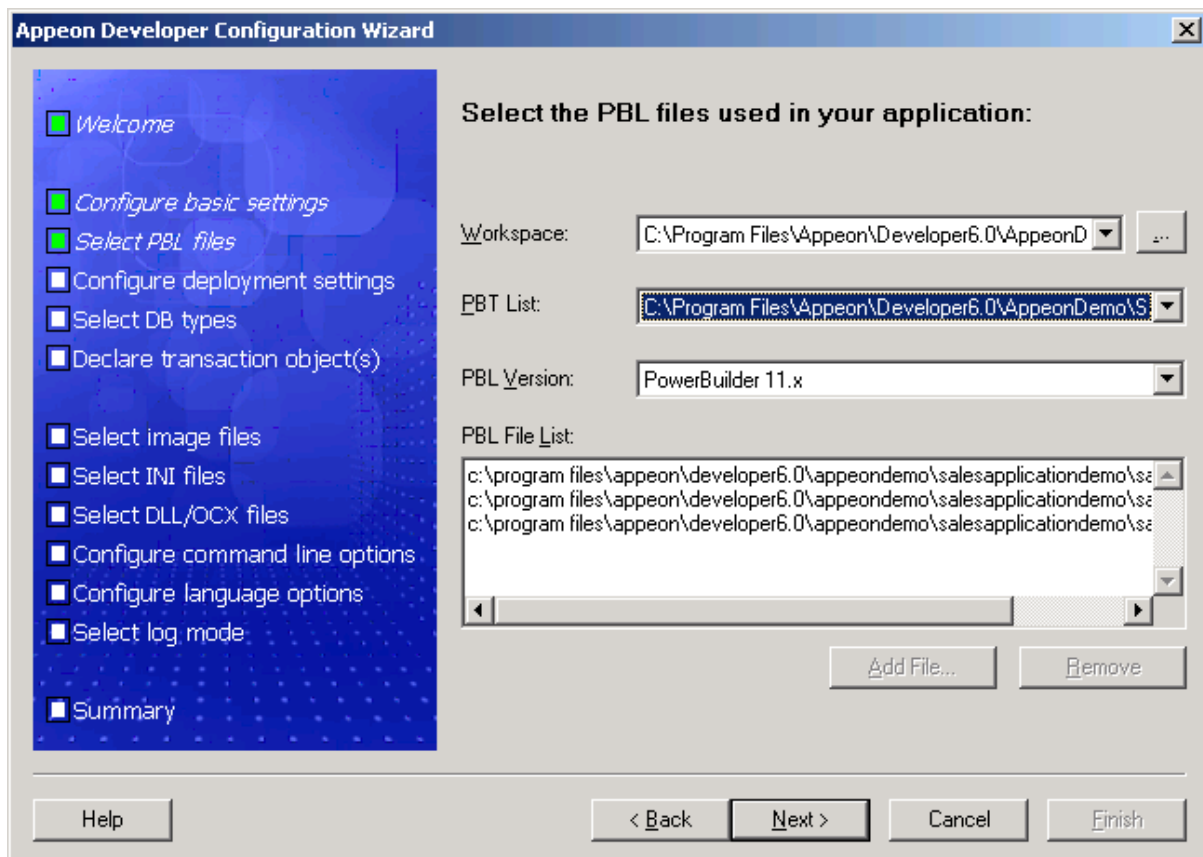 Appeon Developer Configuration Wizard
Welcome
Configure basic settings
Select PBL files
Configure deployment settings
Select DB types
Declare transaction object(s)
Select image files
Select INI files
Select DLL/OCX files
Configure command line options
Configure language options
Select log mode
Summary
Select the PBL files used in your application:
Workspace: C:\Program Files\Appeon\Developer6.0\AppeonD ...
PBT List: C:\Program Files\Appeon\Developer6.0\AppeonDemo\S
PBL Version: PowerBuilder 11.x
PBL File List:
c:\program files\appeon\developer6.0\appeondemo\salesapplicationdemo\sa
c:\program files\appeon\developer6.0\appeondemo\salesapplicationdemo\sa
c:\program files\appeon\developer6.0\appeondemo\salesapplicationdemo\sa
Add File... Remove
Help < Back Next > Cancel Finish